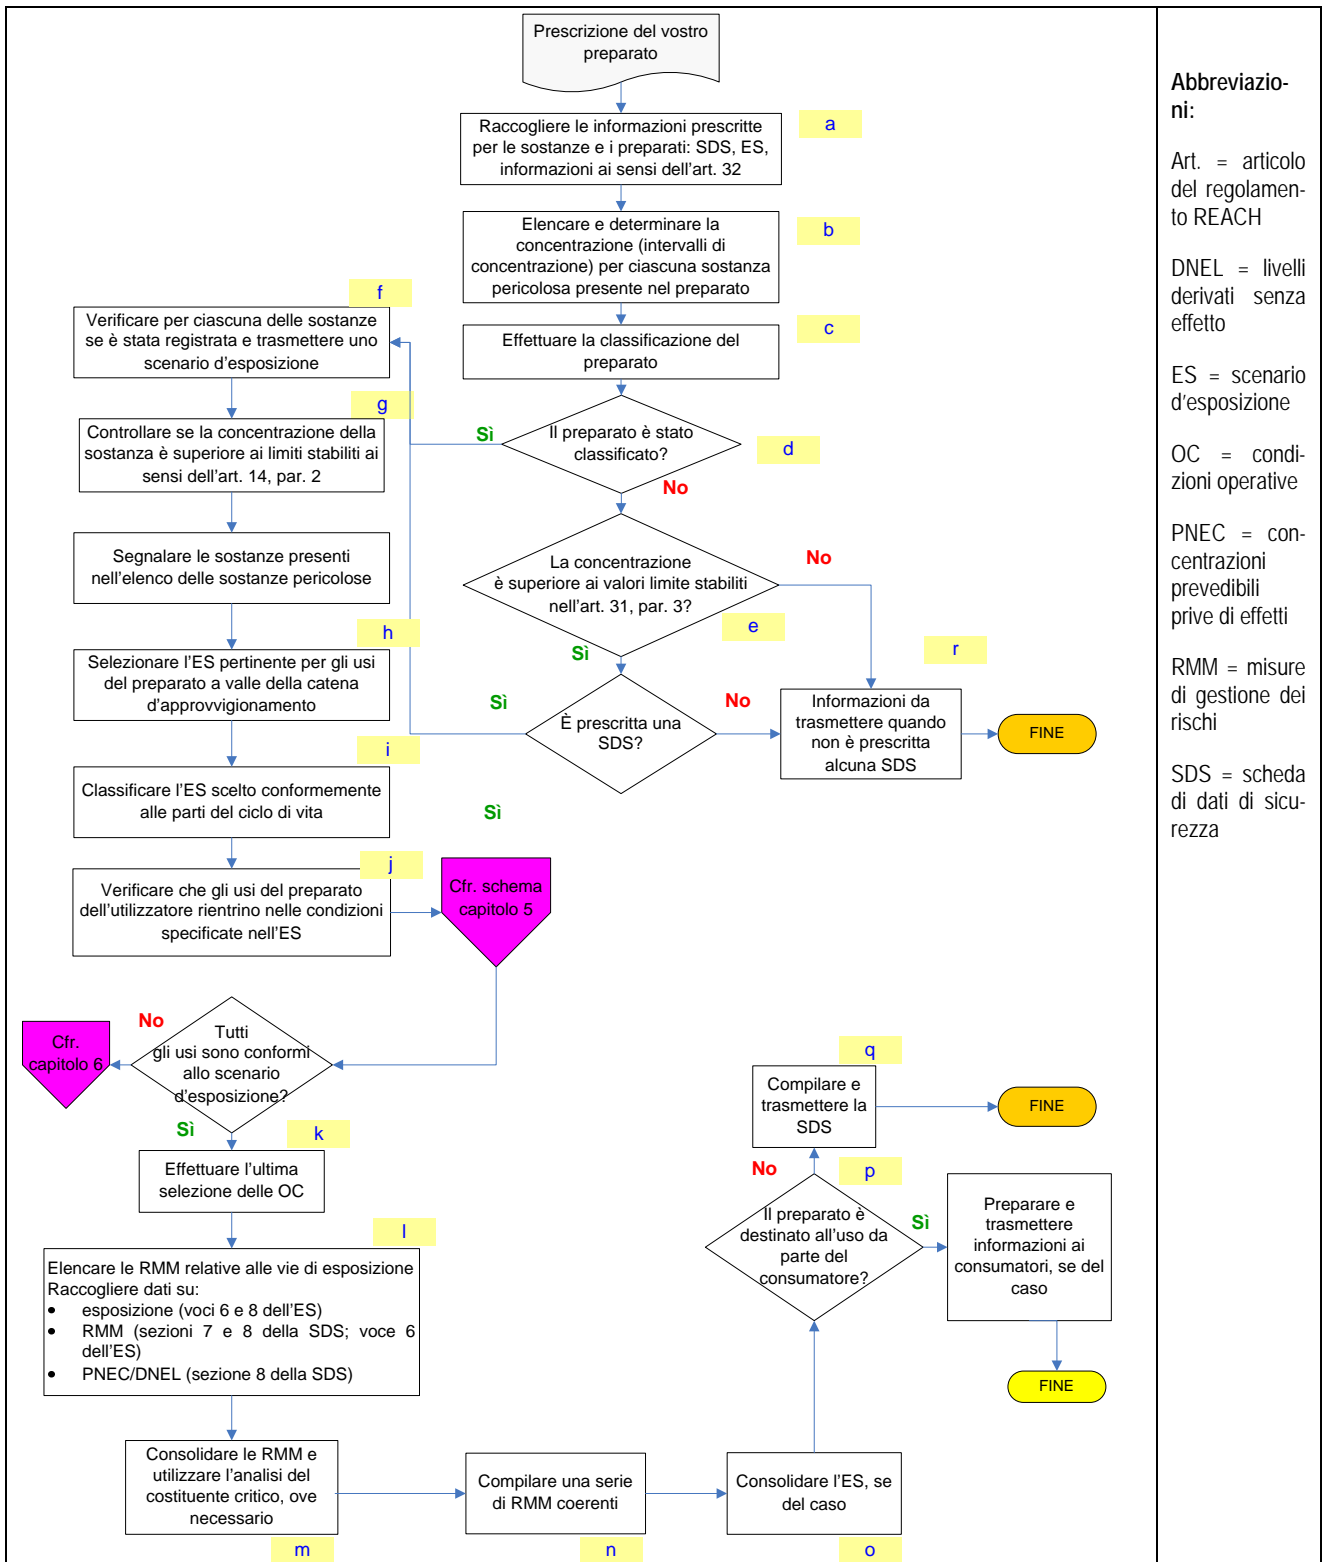 Prescrizione del vostro
preparato
a
Raccogliere le informazioni prescritte
per le sostanze e i preparati: SDS, ES,
informazioni ai sensi dell'art. 32
b
Elencare e determinare la
concentrazione (intervalli di
concentrazione) per ciascuna sostanza
pericolosa presente nel preparato
c
Effettuare la classificazione del
preparato
f
Verificare per ciascuna delle sostanze
se è stata registrata e trasmettere uno
scenario d'esposizione
g
Controllare se la concentrazione della
sostanza è superiore ai limiti stabiliti ai
sensi dell'art. 14, par. 2
Sì
Il preparato è stato
classificato?
d
No
Segnalare le sostanze presenti
nell'elenco delle sostanze pericolose
La concentrazione
è superiore ai valori limite stabiliti
nell'art. 31, par. 3?
No
e
Sì
h
Selezionare l'ES pertinente per gli usi
del preparato a valle della catena
d'approvvigionamento
r
Sì
È prescritta una
SDS?
No
Informazioni da
trasmettere quando
non è prescritta
alcuna SDS
FINE
i
Classificare l'ES scelto conformemente
alle parti del ciclo di vita
Sì
j
Verificare che gli usi del preparato
dell'utilizzatore rientrino nelle condizioni
specificate nell'ES
Cfr. schema
capitolo 5
No
Cfr.
capitolo 6
Tutti
gli usi sono conformi
allo scenario
d'esposizione?
Sì
k
Effettuare l'ultima
selezione delle OC
l
Elencare le RMM relative alle vie di esposizione
Raccogliere dati su:
• esposizione (voci 6 e 8 dell'ES)
• RMM (sezioni 7 e 8 della SDS; voce 6
dell'ES)
• PNEC/DNEL (sezione 8 della SDS)
q
Compilare e
trasmettere la
SDS
FINE
No
p
Il preparato è
destinato all'uso da
parte del
consumatore?
Sì
Preparare e
trasmettere
informazioni ai
consumatori, se del
caso
FINE
Consolidare le RMM e
utilizzare l'analisi del
costituente critico, ove
necessario
m
Compilare una serie
di RMM coerenti
n
Consolidare l'ES, se
del caso
o
Abbreviazio-
ni:
Art. = articolo
del regolamen-
to REACH
DNEL = livelli
derivati senza
effetto
ES = scenario
d'esposizione
OC = condi-
zioni operative
PNEC = con-
centrazioni
prevedibili
prive di effetti
RMM = misure
di gestione dei
rischi
SDS = scheda
di dati di sicu-
rezza